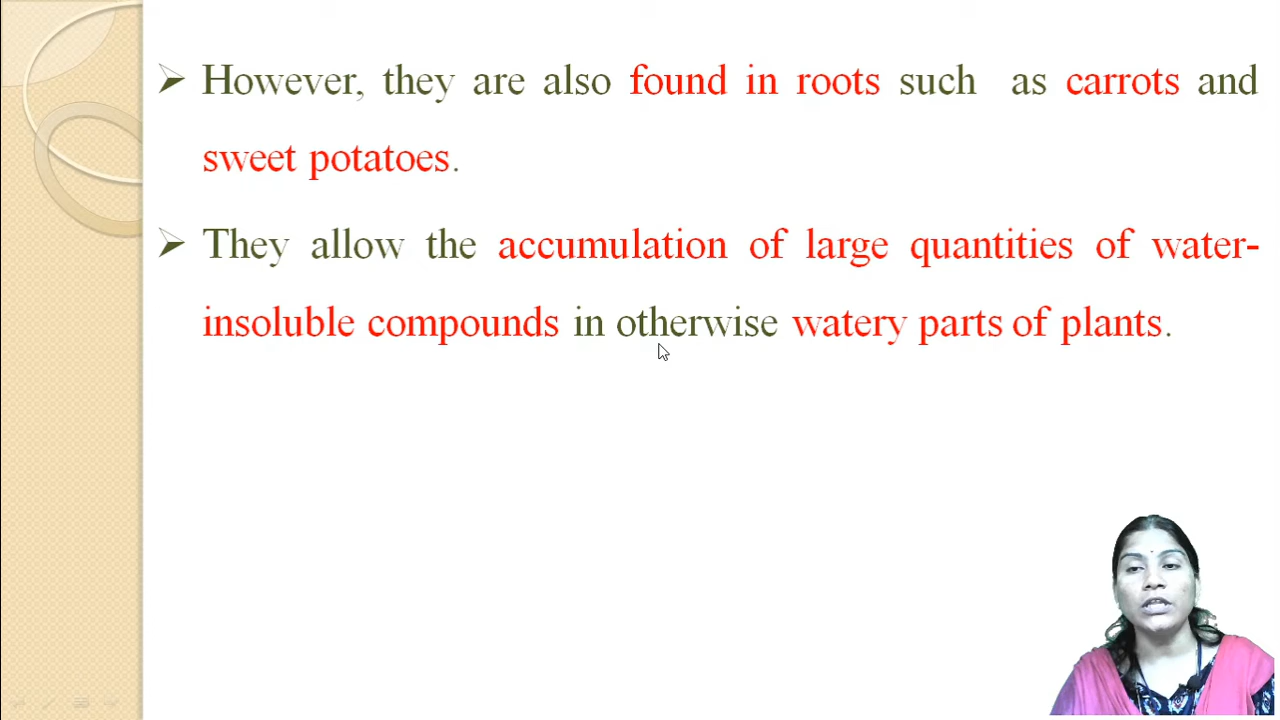 However, they are also found in roots such as carrots and
sweet potatoes.
They allow the accumulation of large quantities of water-
insoluble compounds in otherwise watery parts of plants.